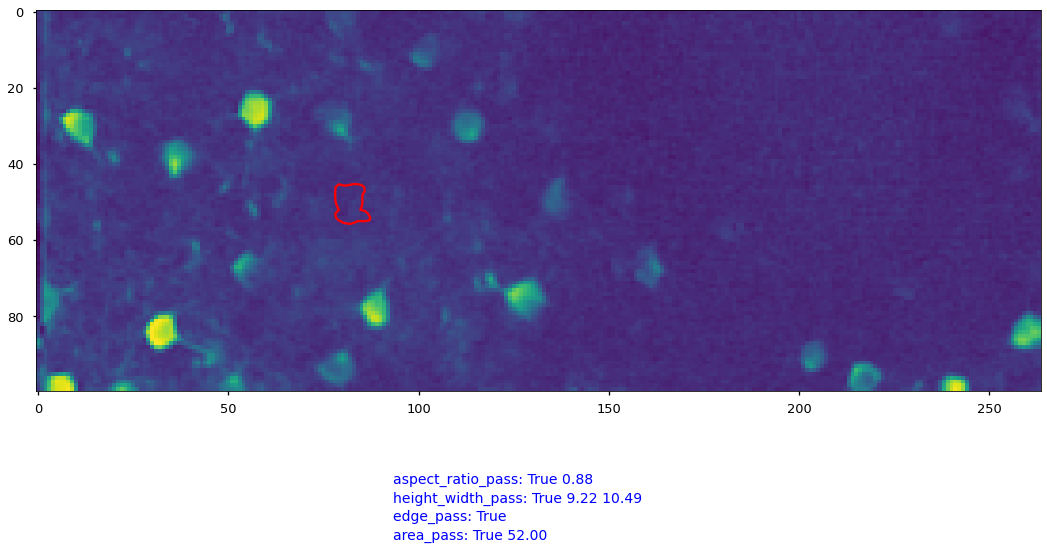 0
20
40
60
80
0 50 100 150 200 250
aspect_ratio_pass: True 0.88
height_width_pass: True 9.22 10.49
edge_pass: True
area_pass: True 52.00